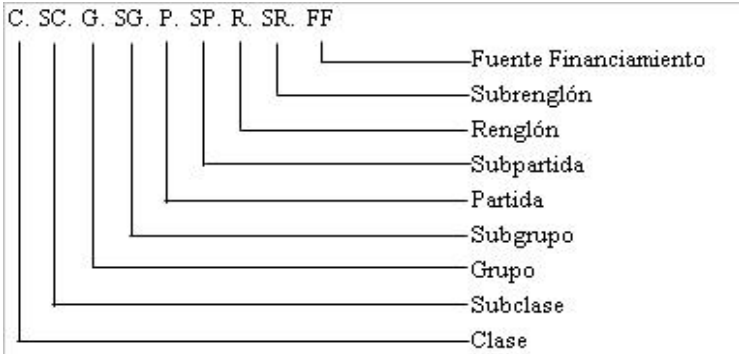 C. SC. G. SG. P. SP. R. SR. FF
Fuente Financiamiento
Subrenglón
Renglón
Subpartida
Partida
Subgrupo
Grupo
Subclase
Clase